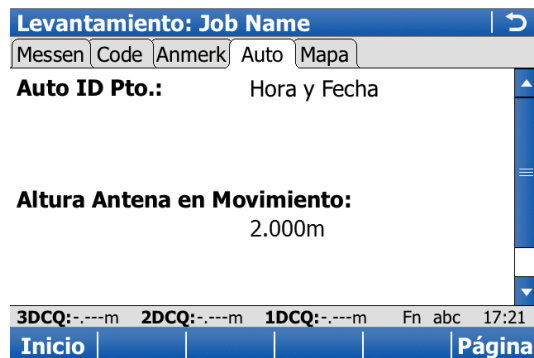 Levantamiento: Job Name
Messen Code Anmerk Auto Mapa
Auto ID Pto.: Hora y Fecha
Altura Antena en Movimiento:
2.000m
3DCQ:-.---m 2DCQ:-.---m 1DCQ:-.---m Fn abc 17:21
Inicio Página